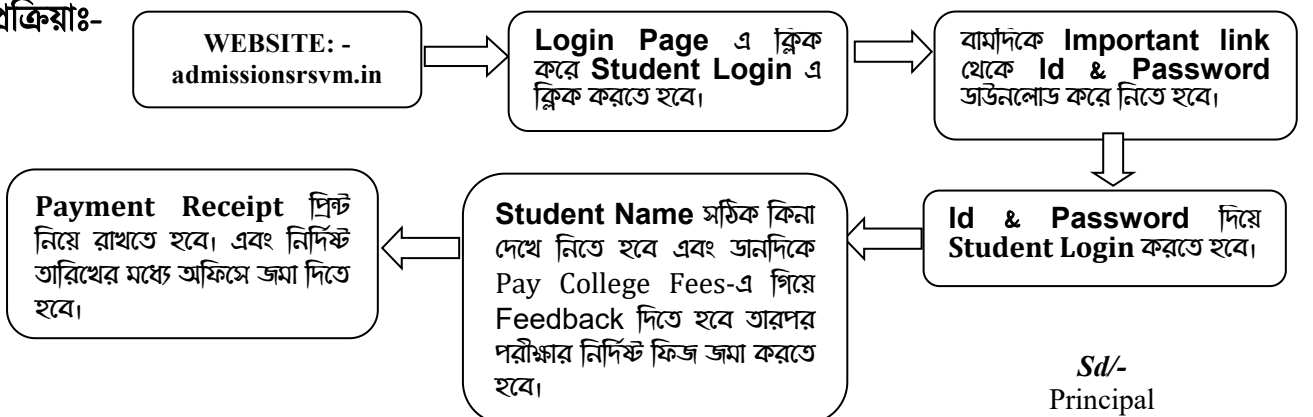 প্রক্রিয়াঃ-
WEBSITE: -
admissionsrsvm.in
Login Page এ ক্লিক
করে Student Login এ
ক্লিক করতে হবে।
বামদিকে Important link
থেকে Id & Password
ডাউনলোড করে নিতে হবে।
Id & Password দিয়ে
Student Login করতে হবে।
Student Name সঠিক কিনা
দেখে নিতে হবে এবং ডানদিকে
Pay College Fees-এ গিয়ে
Feedback দিতে হবে তারপর
পরীক্ষার নির্দিষ্ট ফিজ জমা করতে
হবে।
Payment Receipt প্রিন্ট
নিয়ে রাখতে হবে। এবং নির্দিষ্ট
তারিখের মধ্যে অফিসে জমা দিতে
হবে।
Sd/-
Principal